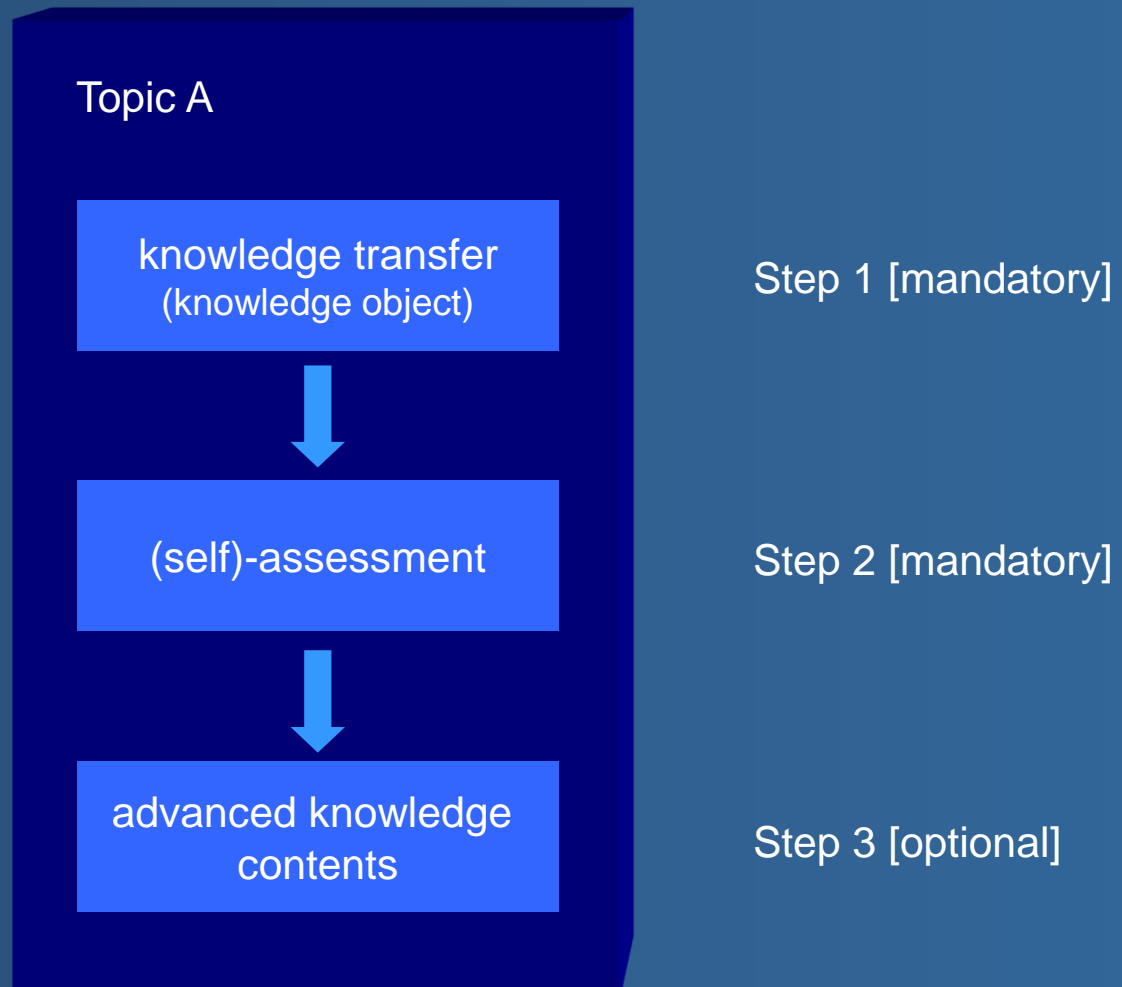 Topic A
knowledge transfer
(knowledge object)
Step 1 [mandatory]
(self)-assessment
Step 2 [mandatory]
advanced knowledge
contents
Step 3 [optional]